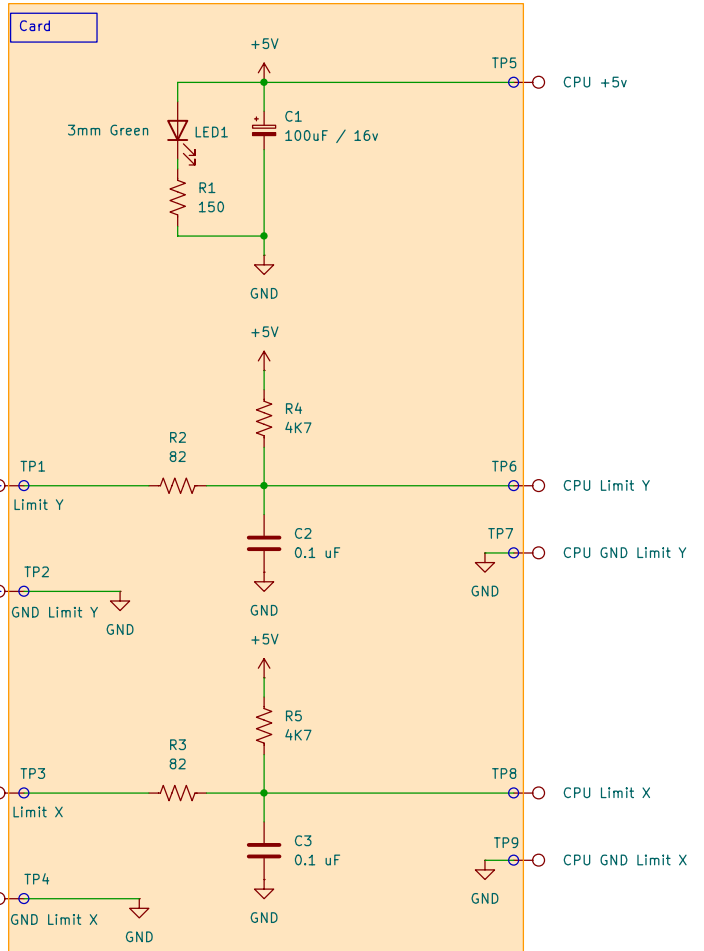 Card
+5V
TP5
CPU +5v
3mm Green
LED1
C1
100uF / 16v
R1
150
GND
+5V
R4
4K7
R2
82
TP1
Limit Y
TP6
CPU Limit Y
C2
0.1 uF
TP7
CPU GND Limit Y
GND
TP2
GND Limit Y
GND
GND
+5V
R5
4K7
R3
82
TP3
Limit X
TP8
CPU Limit X
C3
0.1 uF
TP9
CPU GND Limit X
GND
TP4
GND Limit X
GND
GND